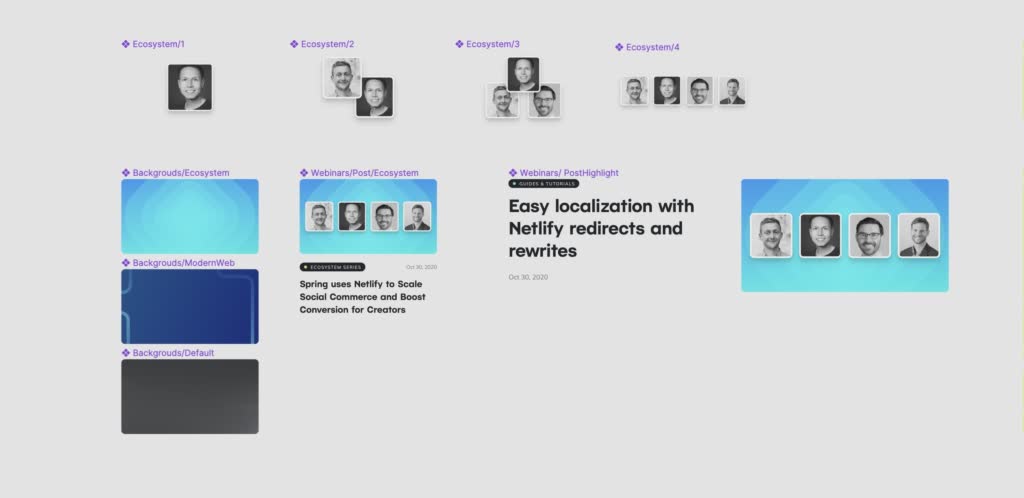 Ecosystem/1
Ecosystem/2
Ecosystem/3
Ecosystem/4
Backgrouds/Ecosystem
Webinars/Post/Ecosystem
Webinars/ PostHighlight
GUIDES & TUTORIALS
Easy localization with
Netlify redirects and
rewrites
Oct 30, 2020
Backgrouds/ModernWeb
ECOSYSTEM SERIES
Oct 30, 2020
Spring uses Netlify to Scale
Social Commerce and Boost
Conversion for Creators
Backgrouds/Default